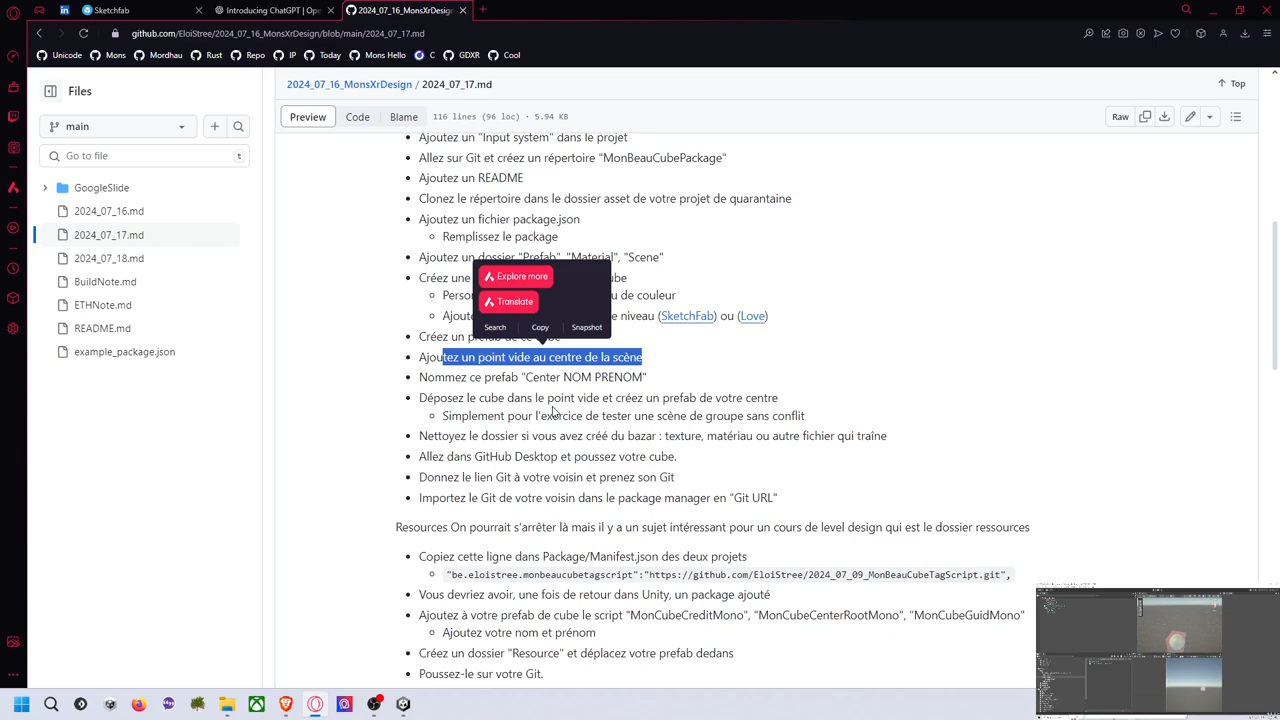 Sketchfab
Introducing ChatGPT | Ope
2024_07_16_MonsXrDesign
github.com/EloiStree/2024_07_16_MonsXrDesign/blob/main/2024_07_17.md
Unicode
Mons
Mordhau
Rust
Repo
IP
Today
Mons Hello
C
GDXR
Cool
Files
main
Go to file
t
GoogleSlide
2024_07_16.md
2024_07_17.md
2024_07_18.md
BuildNote.md
ETHNote.md
README.md
example_package.json
2024_07_16_MonsXrDesign / 2024_07_17.md
Top
Preview
Code
Blame
lines (96 loc) · 5.94 KB
Raw
Ajoutez un "Input system" dans le projet
Allez sur Git et créez un répertoire "MonBeauCubePackage"
Ajoutez un README
Clonez le répertoire dans le dossier asset de votre projet de quarantaine
Ajoutez un fichier package.json
Remplissez le package
Ajoutez un dossier "Prefab", "Material", "Scene"
Créez une
ube
Perso
u de couleur
Ajout
e niveau (SketchFab) ou (Love)
Explore more
Translate
Search
Copy
Snapshot
Créez un prefab de ce cube
Ajoutez un point vide au centre de la scène
Nommez ce prefab "Center NOM PRENOM"
Déposez le cube dans le point vide et créez un prefab de votre centre
Simplement pour l'exercice de tester une scène de groupe sans conflit
Nettoyez le dossier si vous avez créé du bazar : texture, matériau ou autre fichier qui traîne
Allez dans GitHub Desktop et poussez votre cube.
Donnez le lien Git à votre voisin et prenez son Git
Importez le Git de votre voisin dans le package manager en "Git URL"
Resources On pourrait s'arrêter là mais il y a un sujet intéressant pour un cours de level design qui est le dossier ressources
Copiez cette ligne dans Package/Manifest.json des deux projets
"be.eloistree.monbeaucubetagscript":"https://github.com/EloiStree/2024_07_09_MonBeauCubeTagScript.git",
Vous devriez avoir, une fois de retour dans Unity, un package ajouté
Ajoutez à votre prefab de cube le script "MonCubeCreditMono", "MonCubeCenterRootMono", "MonCubeGuidMono"
Ajoutez votre nom et prénom
Créez un dossier "Resource" et déplacez votre prefab dedans
Poussez-le sur votre Git.